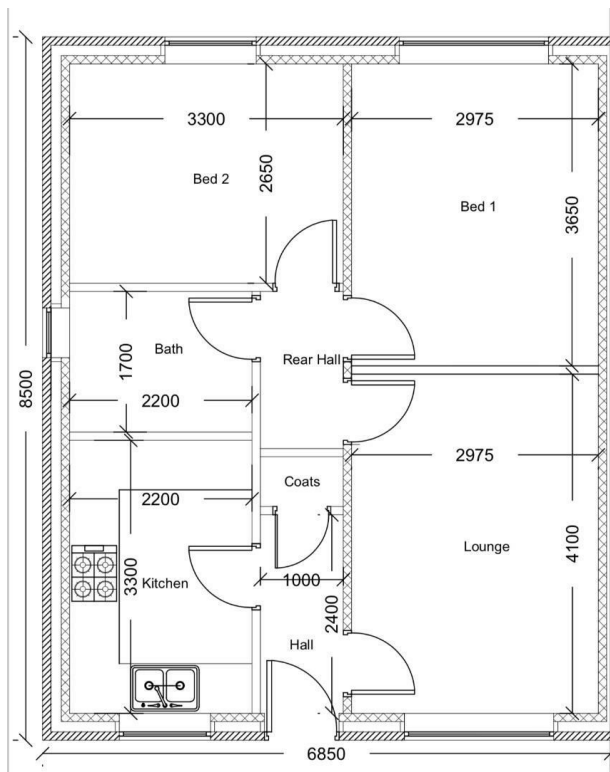 3300
2975
2650
Bed 2
Bed 1
3650
Bath
1700
Rear Hall
8500
2200
2975
Coats
2200
Lounge
4100
3300
Kitchen
1000
2400
Hall
6850